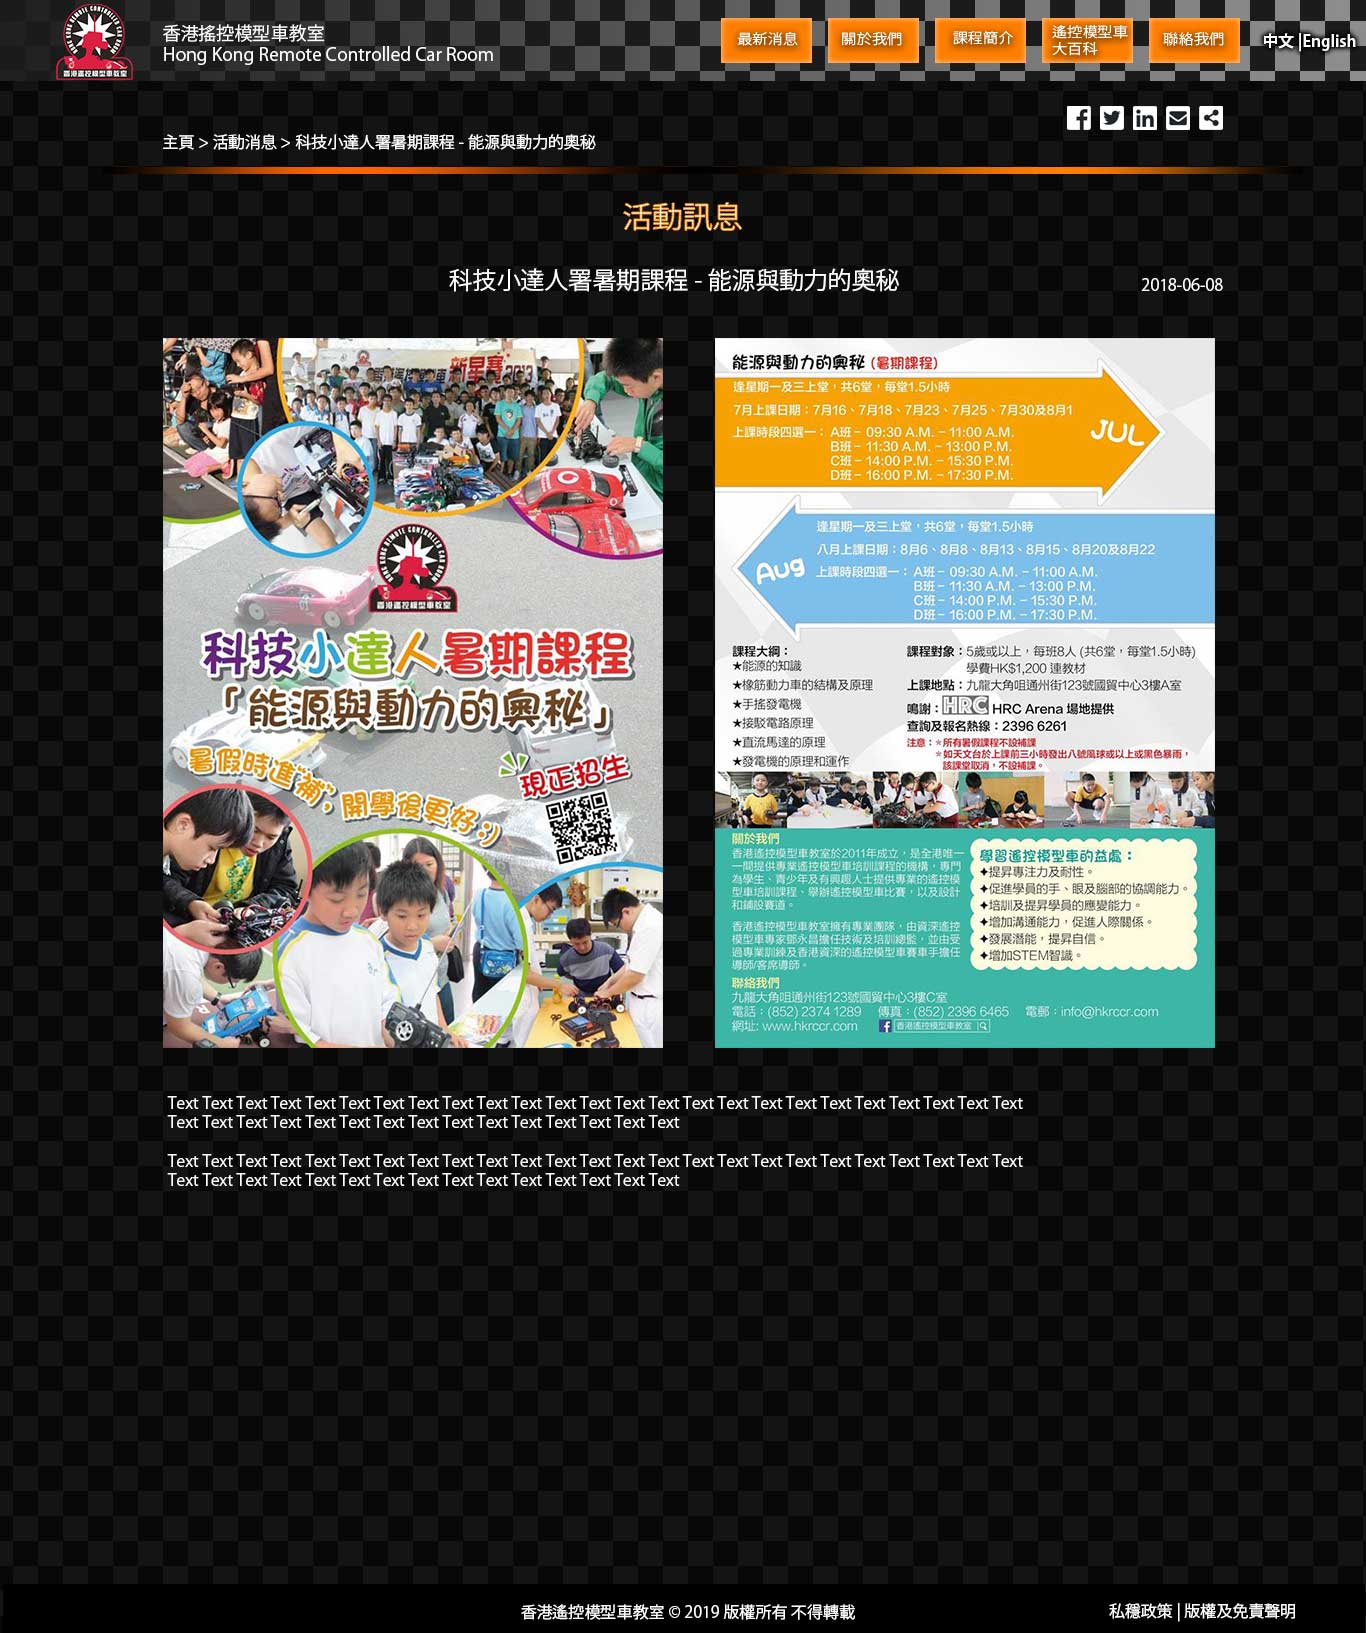 香港搖控模型車教室
Hong Kong Remote Controlled Car Room
最新消息
關於我們
課程簡介
遙控模型車
大百科
聯絡我們
中文 |English
主頁 > 活動消息 > 科技小達人署暑期課程 - 能源與動力的奧秘
活動訊息
科技小達人署暑期課程 - 能源與動力的奧秘
2018-06-08
新星賽2013
HONG KONG REMOTE CONTROLLED CAR ROOM
香港遙控模型車教室
科技小達人暑期課程
「能源與動力的奧秘」
暑假時進"補",開學後更好:)
現正招生
能源與動力的奧秘 (暑期課程)
逢星期一及三上堂,共6堂,每堂1.5小時
7月上課日期:7月16、7月18、7月23、7月25、7月30及8月1
上課時段四選一: A班- 09:30 A.M. - 11:00 A.M.
B班- 11:30 A.M. - 13:00 P.M.
C班- 14:00 P.M. - 15:30 P.M.
D班- 16:00 P.M. - 17:30 P.M.
JUL
逢星期一及三上堂,共6堂,每堂1.5小時
八月上課日期:8月6、8月8、8月13、8月15、8月20及8月22
上課時段四選一: A班- 09:30 A.M. - 11:00 A.M.
B班- 11:30 A.M. - 13:00 P.M.
C班- 14:00 P.M. - 15:30 P.M.
D班- 16:00 P.M. - 17:30 P.M.
Aug
課程大綱:
★能源的知識
★橡筋動力車的結構及原理
★手搖發電機
★接駁電路原理
★直流馬達的原理
★發電機的原理和運作
課程對象:5歲或以上,每班8人 (共6堂,每堂1.5小時)
學費HK$1,200 連教材
上課地點:九龍大角咀通州街123號國貿中心3樓A室
鳴謝:HRC HRC Arena 場地提供
查詢及報名熱線:2396 6261
注意:*所有暑假課程不設補課
*如天文台於上課前三小時發出八號風球或以上或黑色暴雨,
該課堂取消,不設補課。
關於我們
香港遙控模型車教室於2011年成立,是全港唯一
一間提供專業遙控模型車培訓課程的機構,專門
為學生、青少年及有興趣人士提供專業的遙控模
型車培訓課程、舉辦遙控模型車比賽,以及設計
和鋪設賽道。
香港遙控模型車教室擁有專業團隊,由資深遙控
模型車專家鄧永昌擔任技術及培訓總監,並由受
過專業訓練及香港資深的遙控模型車賽車手擔任
導師/客席導師。
聯絡我們
九龍大角咀通州街123號國貿中心3樓C室
電話:(852) 2374 1289 傳真:(852) 2396 6465 電郵:info@hkrccr.com
網址: www.hkrccr.com 香港遙控模型車教室
學習遙控模型車的益處:
✦提昇專注力及耐性。
✦促進學員的手、眼及腦部的協調能力。
✦培訓及提昇學員的應變能力。
✦增加溝通能力,促進人際關係。
✦發展潛能,提昇自信。
✦增加STEM智識。
Text Text Text Text Text Text Text Text Text Text Text Text Text Text Text Text Text Text Text Text Text Text Text Text Text
Text Text Text Text Text Text Text Text Text Text Text Text Text Text Text
Text Text Text Text Text Text Text Text Text Text Text Text Text Text Text Text Text Text Text Text Text Text Text Text Text
Text Text Text Text Text Text Text Text Text Text Text Text Text Text Text
香港遙控模型車教室 © 2019 版權所有 不得轉載
私穩政策 | 版權及免責聲明